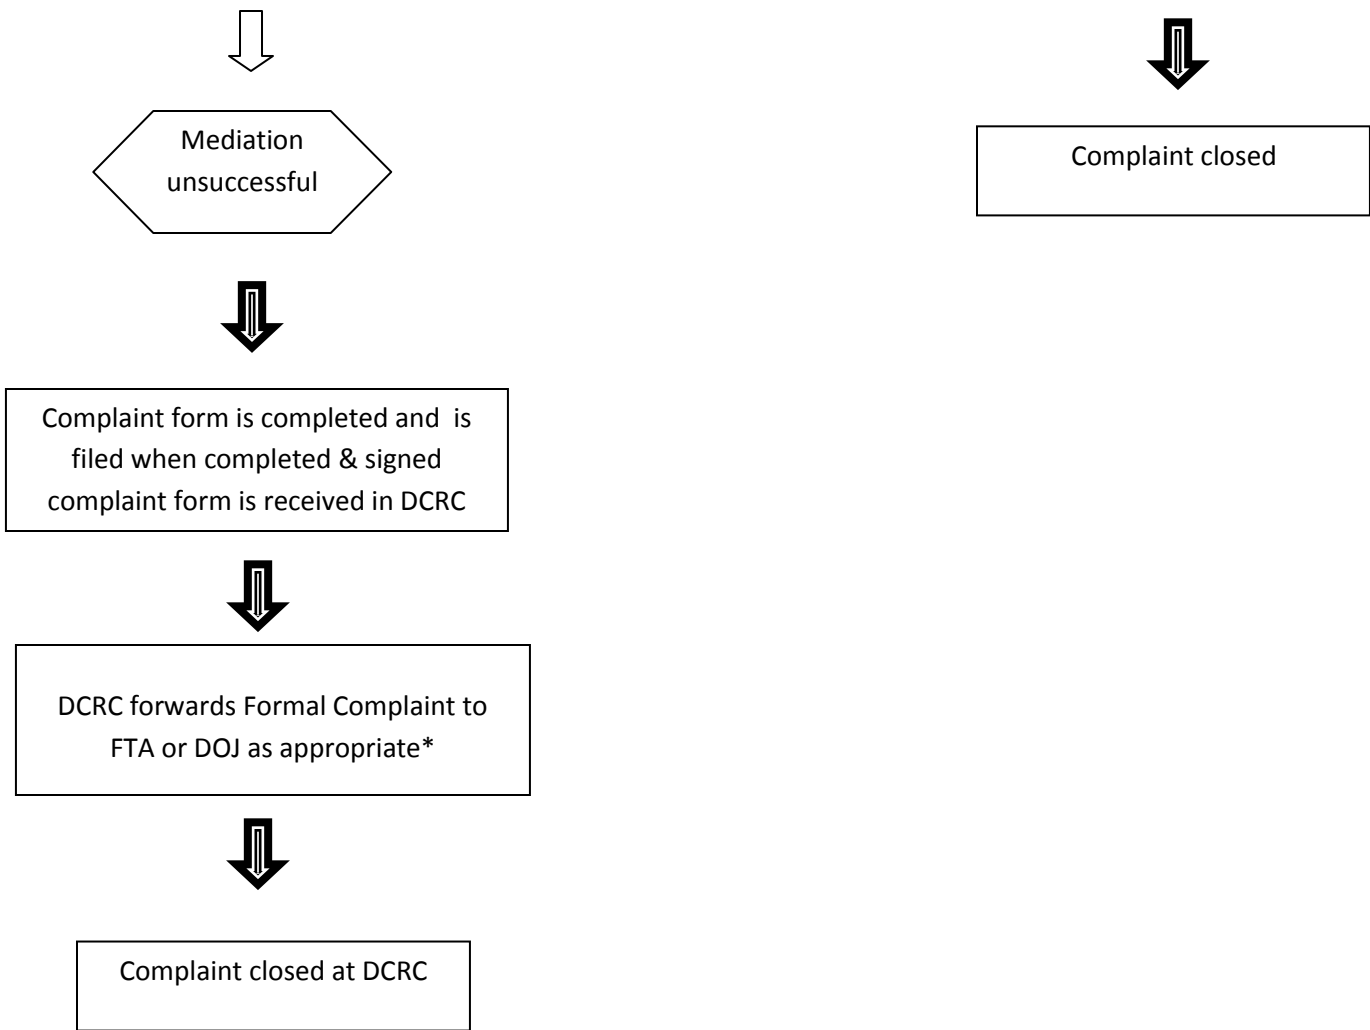 Mediation
unsuccessful
Complaint closed
Complaint form is completed and  is
filed when completed & signed
complaint form is received in DCRC
DCRC forwards Formal Complaint to
FTA or DOJ as appropriate*
Complaint closed at DCRC